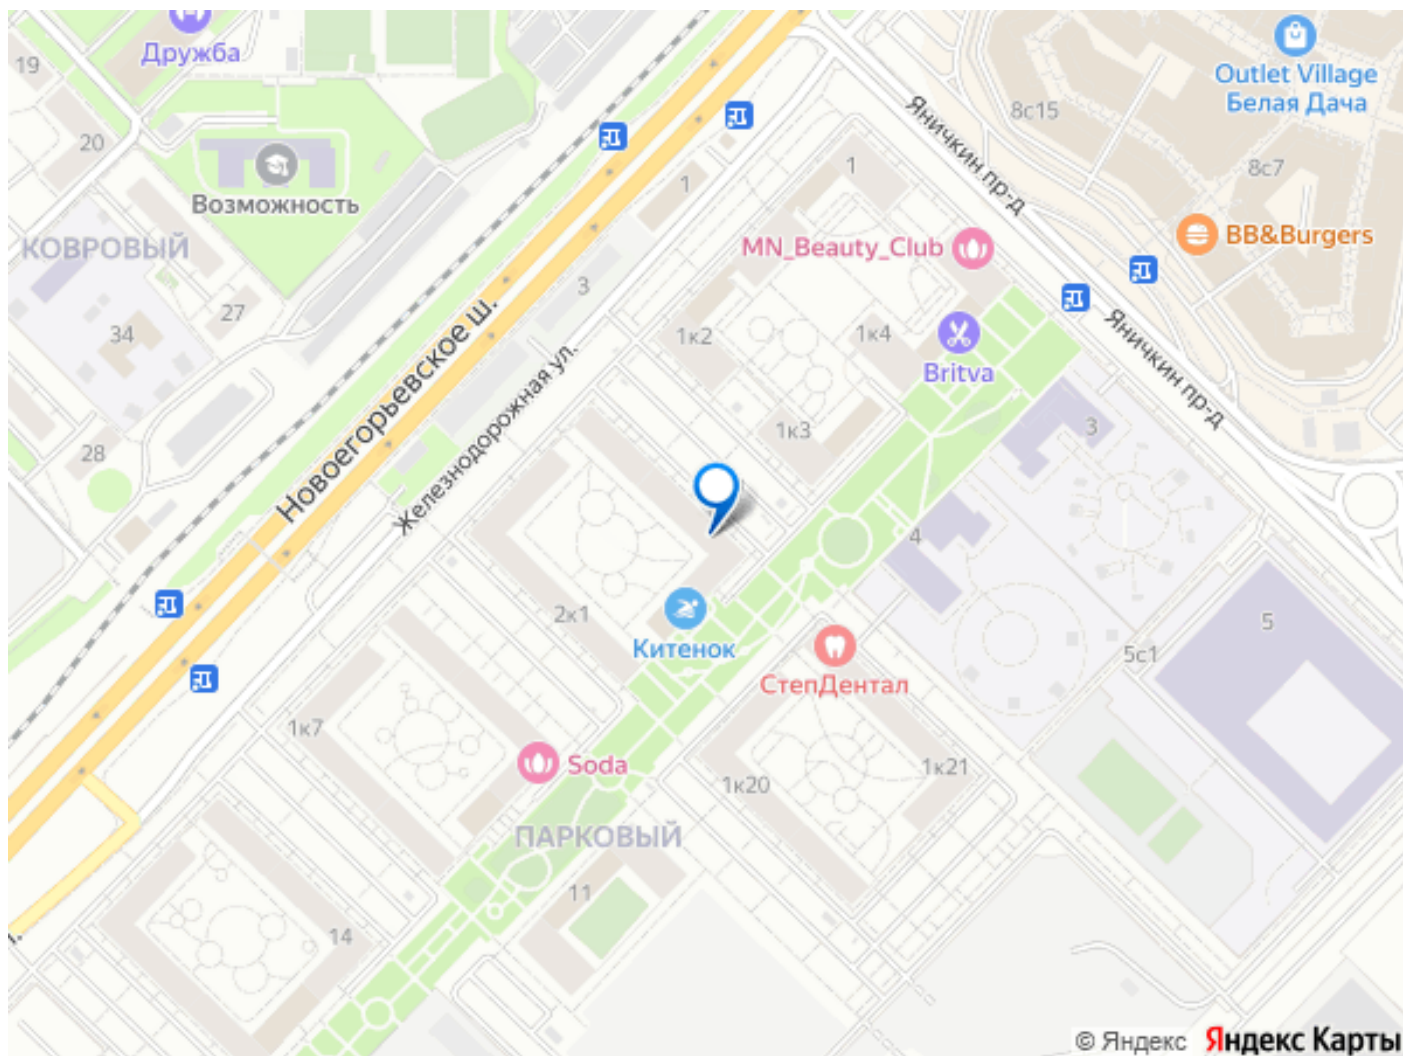 Дружба
19
Outlet Village
Белая Дача
8с15
20
Яничкин пр-д
8с7
1
1
Возможность
BB&Burgers
КОВРОВЫЙ
MN_Beauty_Club
3
27
34
1к2
1к4
Britva
Яничкин пр-д
Новоегорьевское ш.
Железнодорожная ул.
3
1к3
28
4
2к1
5
Китенок
5с1
СтепДентал
1к7
Soda
1к20
1к21
ПАРКОВЫЙ
11
14
© Яндекс Яндекс Карты